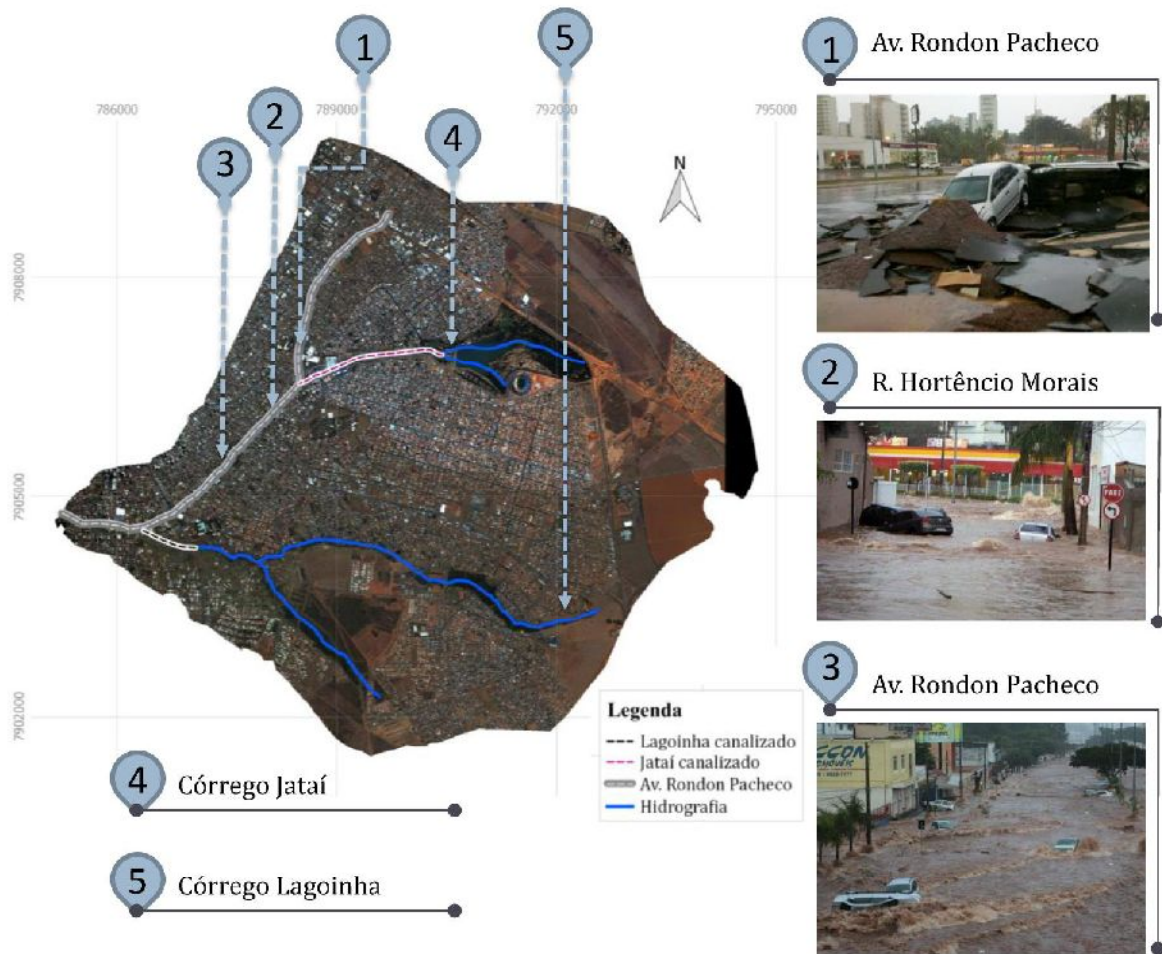 1
5
1
Av. Rondon Pacheco
2
4
3
786000
789000
792000
795000
N
7908000
7905000
7902000
2
R. Hortêncio Morais
PARE
3
Av. Rondon Pacheco
Legenda
Lagoinha canalizado
Jataí canalizado
Av. Rondon Pacheco
Hidrografia
4
Córrego Jataí
5
Córrego Lagoinha